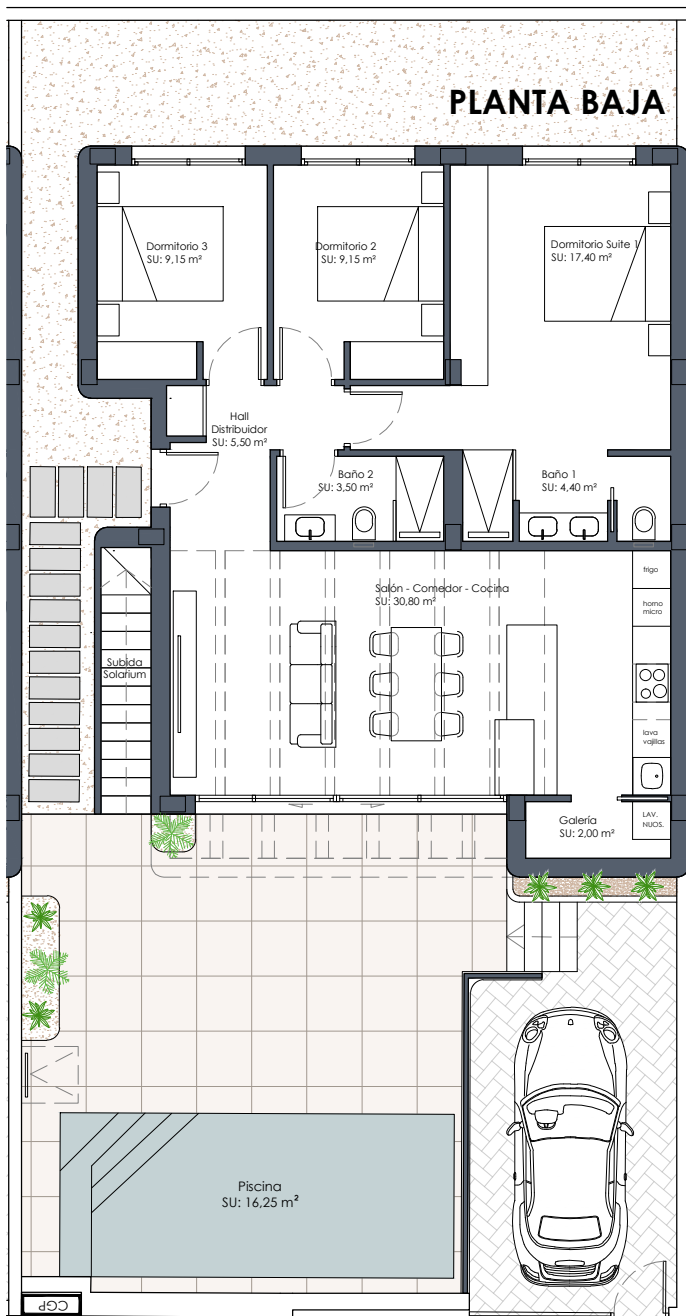 PLANTA BAJA
Dormitorio 3
SU: 9,15 m²
Dormitorio 2
SU: 9,15 m²
Dormitorio Suite 1
SU: 17,40 m²
Hall
Distribuidor
SU: 5,50 m²
Baño 2
SU: 3,50 m²
Baño 1
SU: 4,40 m²
Salón - Comedor - Cocina
SU: 30,80 m²
frigo
horno
micro
Subida
Solarium
lava
vajillas
Galería
SU: 2,00 m²
LAV.
NUOS.
Piscina
SU: 16,25 m²
CGP